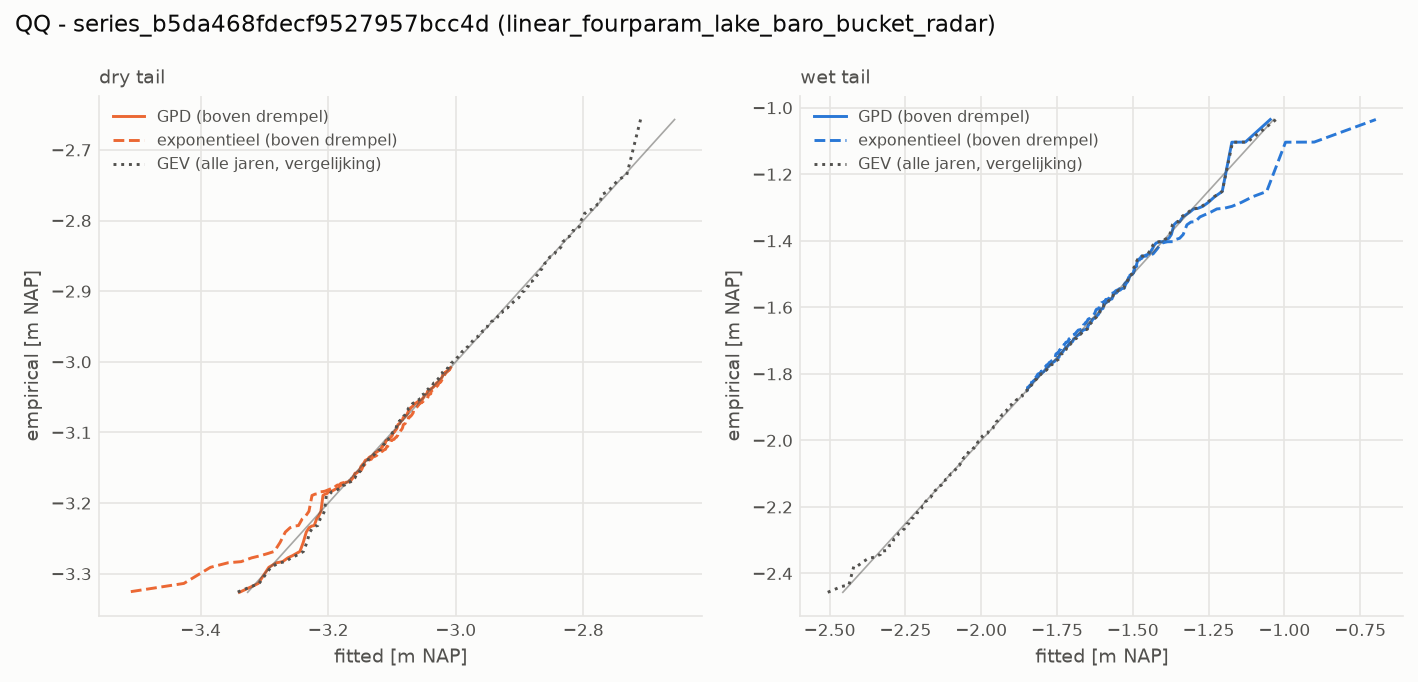 QQ - series_b5da468fdecf9527957bcc4d (linear_fourparam_lake_baro_bucket_radar)
dry tail
GPD (boven drempel)
exponentieel (boven drempel)
GEV (alle jaren, vergelijking)
−2.7
−2.8
−2.9
−3.0
−3.1
−3.2
−3.3
empirical [m NAP]
−3.4
−3.2
−3.0
−2.8
fitted [m NAP]
wet tail
GPD (boven drempel)
exponentieel (boven drempel)
GEV (alle jaren, vergelijking)
−1.0
−1.2
−1.4
−1.6
−1.8
−2.0
−2.2
−2.4
empirical [m NAP]
−2.50
−2.25
−2.00
−1.75
−1.50
−1.25
−1.00
−0.75
fitted [m NAP]